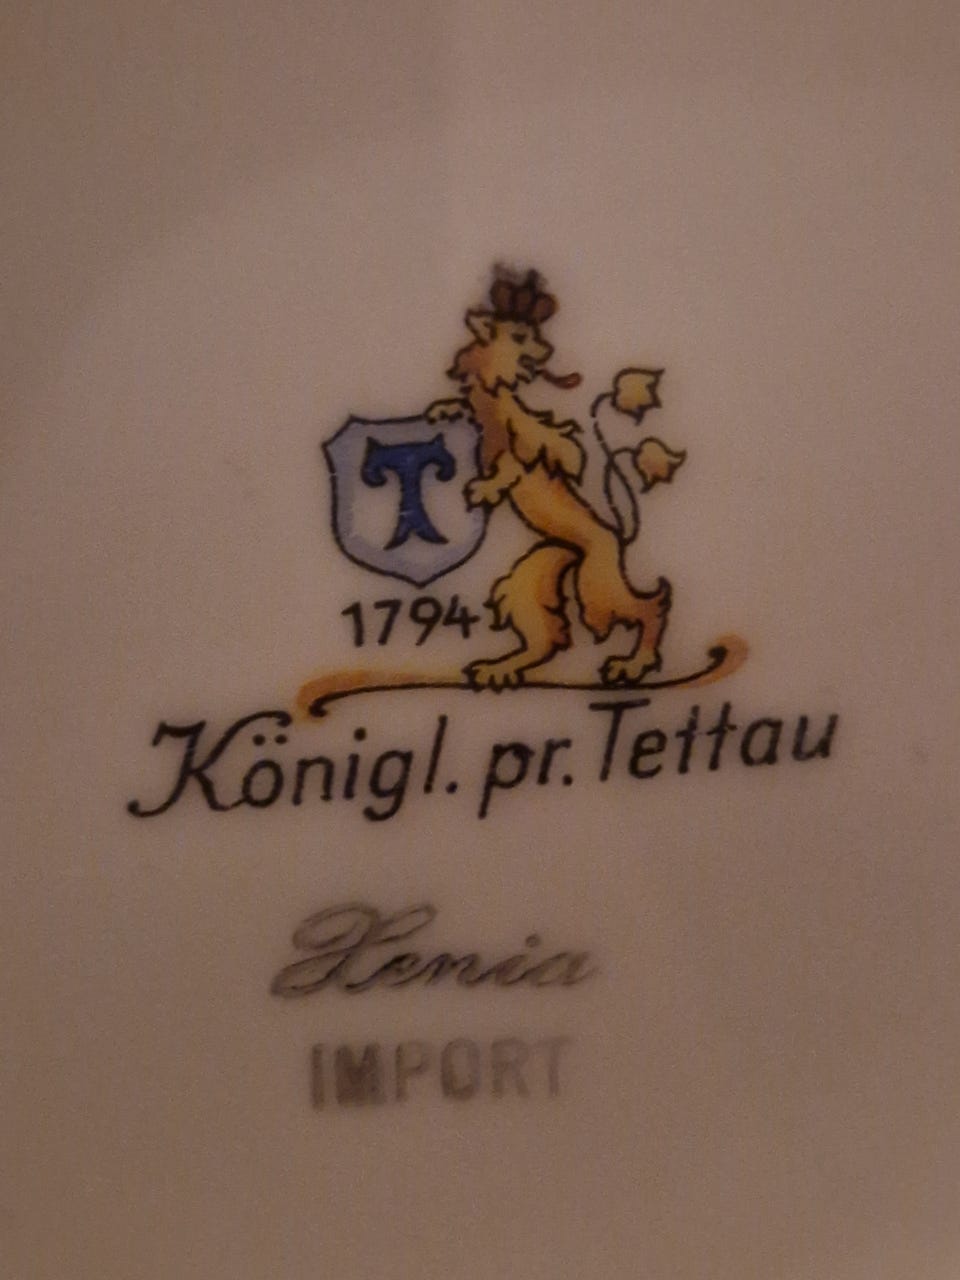 T
1794
Königl. pr. Tettau
Xenia
IMPORT